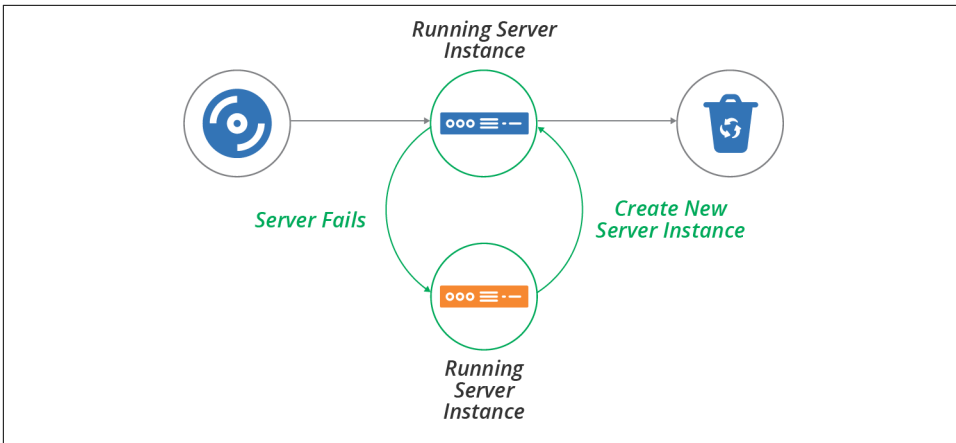 Running Server
Instance
Server Fails
Create New
Server Instance
Running
Server
Instance